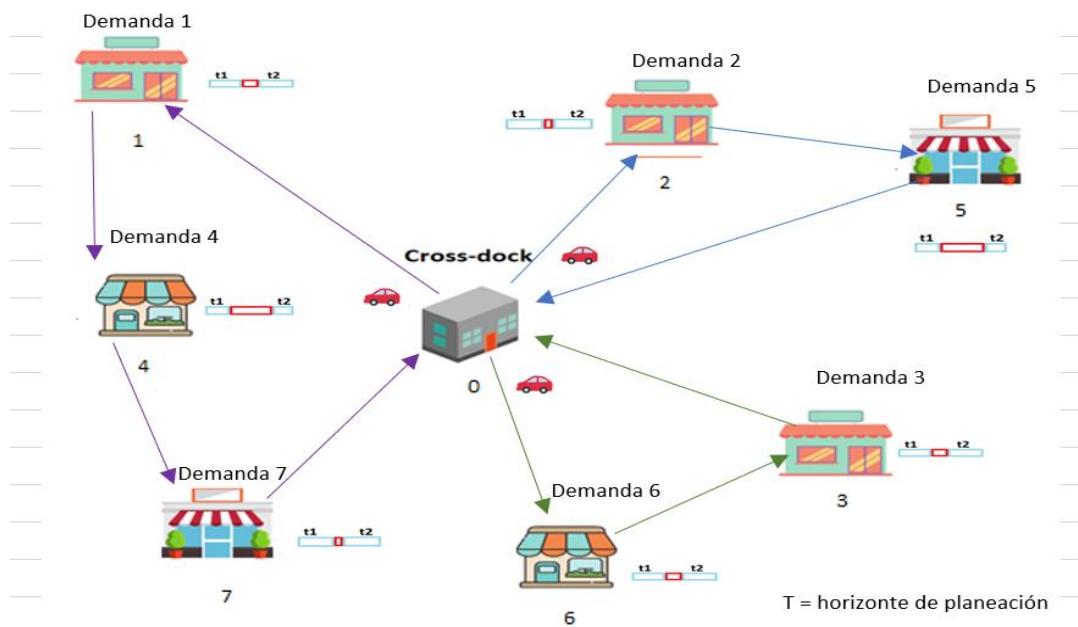 Demanda 1
t1 t2
1
Demanda 2
t1 t2
2
Demanda 5
5
t1 t2
Demanda 4
t1 t2
4
Cross-dock
0
Demanda 3
t1 t2
3
Demanda 7
t1 t2
7
Demanda 6
t1 t2
6
T = horizonte de planeación